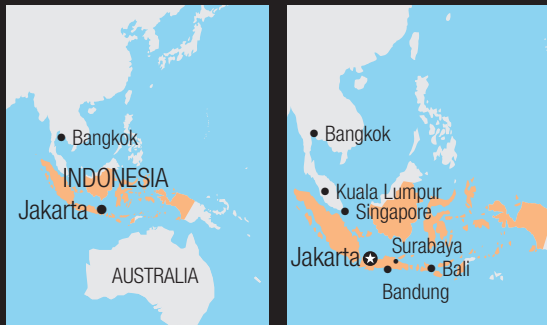 Bangkok
INDONESIA
Jakarta
AUSTRALIA
Bangkok
Kuala Lumpur
Singapore
Surabaya
Jakarta
Bali
Bandung